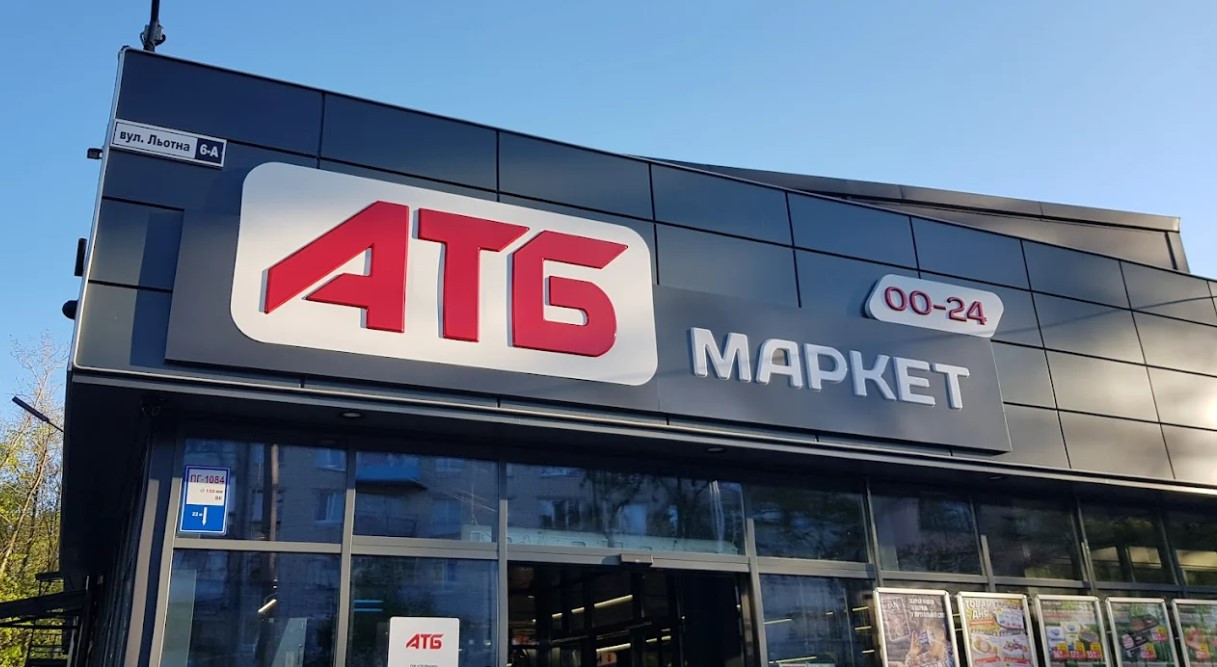 вул. Льотна 6-А
АТБ
00-24
МАРКЕТ
ПГ-1084
АТБ